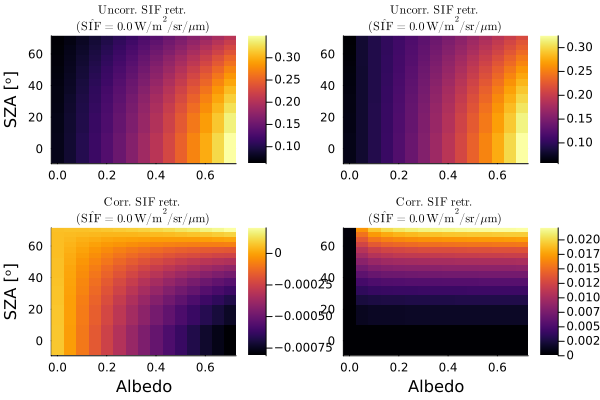 Uncorr. SIF retr.
(SIF = 0.0 W/m²/sr/μm)
Uncorr. SIF retr.
(SIF = 0.0 W/m²/sr/μm)
SZA [°]
60
40
20
0
0.30
0.25
0.20
0.15
0.10
60
40
20
0
0.30
0.25
0.20
0.15
0.10
0.0 0.2 0.4 0.6
0.0 0.2 0.4 0.6
Corr. SIF retr.
(SIF = 0.0 W/m²/sr/μm)
Corr. SIF retr.
(SIF = 0.0 W/m²/sr/μm)
SZA [°]
60
40
20
0
0
−0.00025
−0.00050
−0.00075
60
40
20
0
0.020
0.017
0.015
0.012
0.010
0.007
0.005
0.002
0
0.0 0.2 0.4 0.6
0.0 0.2 0.4 0.6
Albedo
Albedo